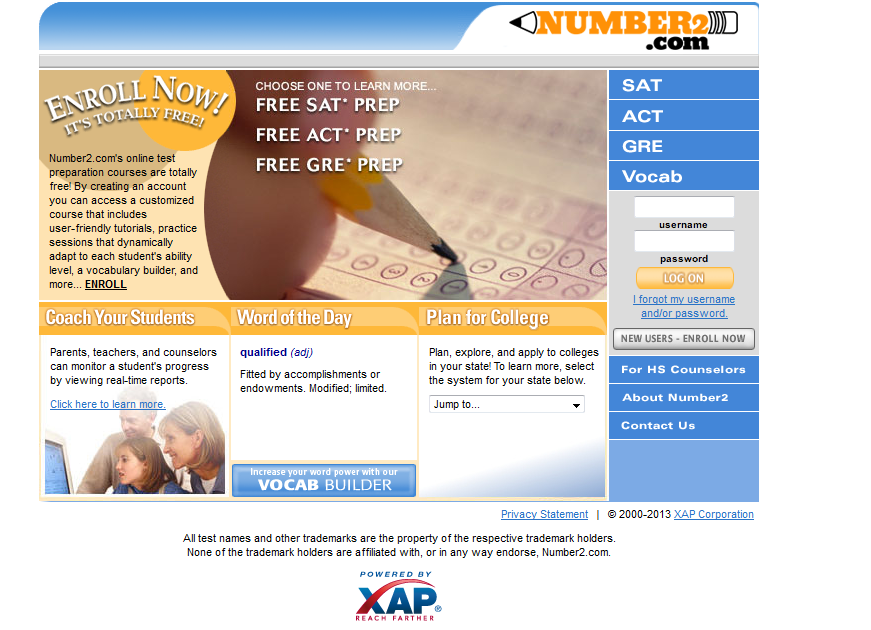 NUMBER2
.com
ENROLL NOW!
IT'S TOTALLY FREE!
Number2.com's online test
preparation courses are totally
free! By creating an account
you can access a customized
course that includes
user-friendly tutorials, practice
sessions that dynamically
adapt to each student's ability
level, a vocabulary builder, and
more... ENROLL
CHOOSE ONE TO LEARN MORE...
FREE SAT* PREP
FREE ACT* PREP
FREE GRE* PREP
SAT
ACT
GRE
Vocab
username
password
LOG ON
I forgot my username
and/or password.
NEW USERS - ENROLL NOW
For HS Counselors
About Number2
Contact Us
Coach Your Students
Parents, teachers, and counselors
can monitor a student's progress
by viewing real-time reports.
Click here to learn more.
Word of the Day
qualified (adj)
Fitted by accomplishments or
endowments. Modified; limited.
Increase your word power with our
VOCAB BUILDER
Plan for College
Plan, explore, and apply to colleges
in your state! To learn more, select
the system for your state below.
Jump to...
Privacy Statement | © 2000-2013 XAP Corporation
All test names and other trademarks are the property of the respective trademark holders.
None of the trademark holders are affiliated with, or in any way endorse, Number2.com.
POWERED BY
XAP®
REACH FARTHER